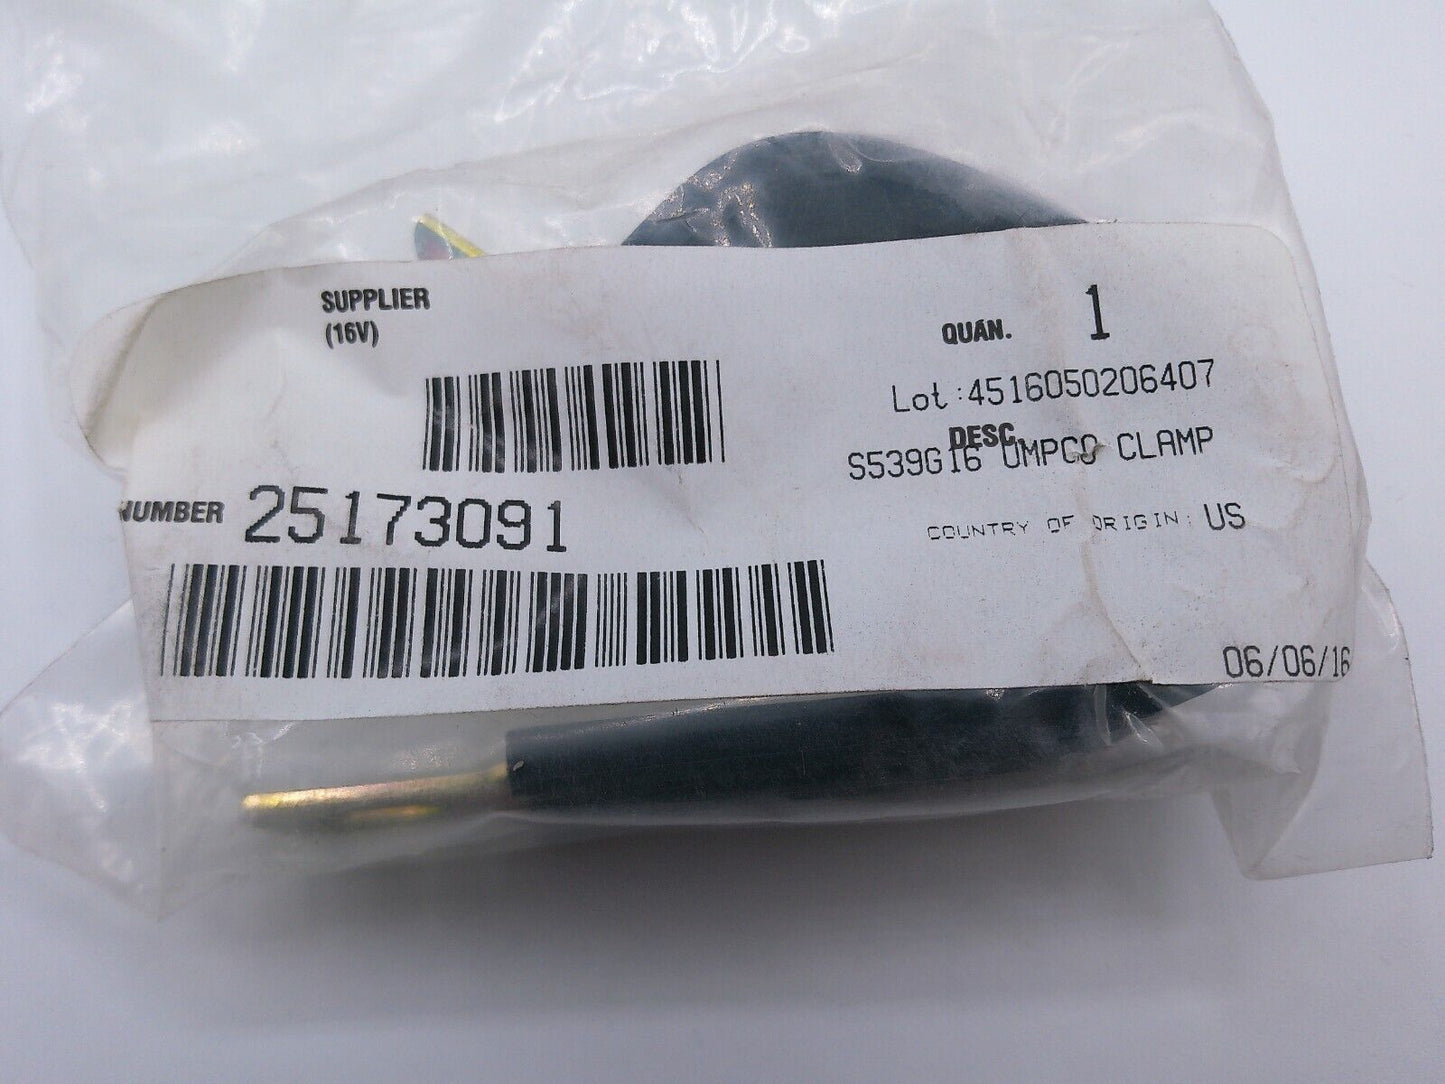 SUPPLIER
(16V)
QUAN. 1
Lot:4516050206407
DESC.
S539G16 UMPCO CLAMP
NUMBER 25173091
COUNTRY OF ORIGIN: US
06/06/16